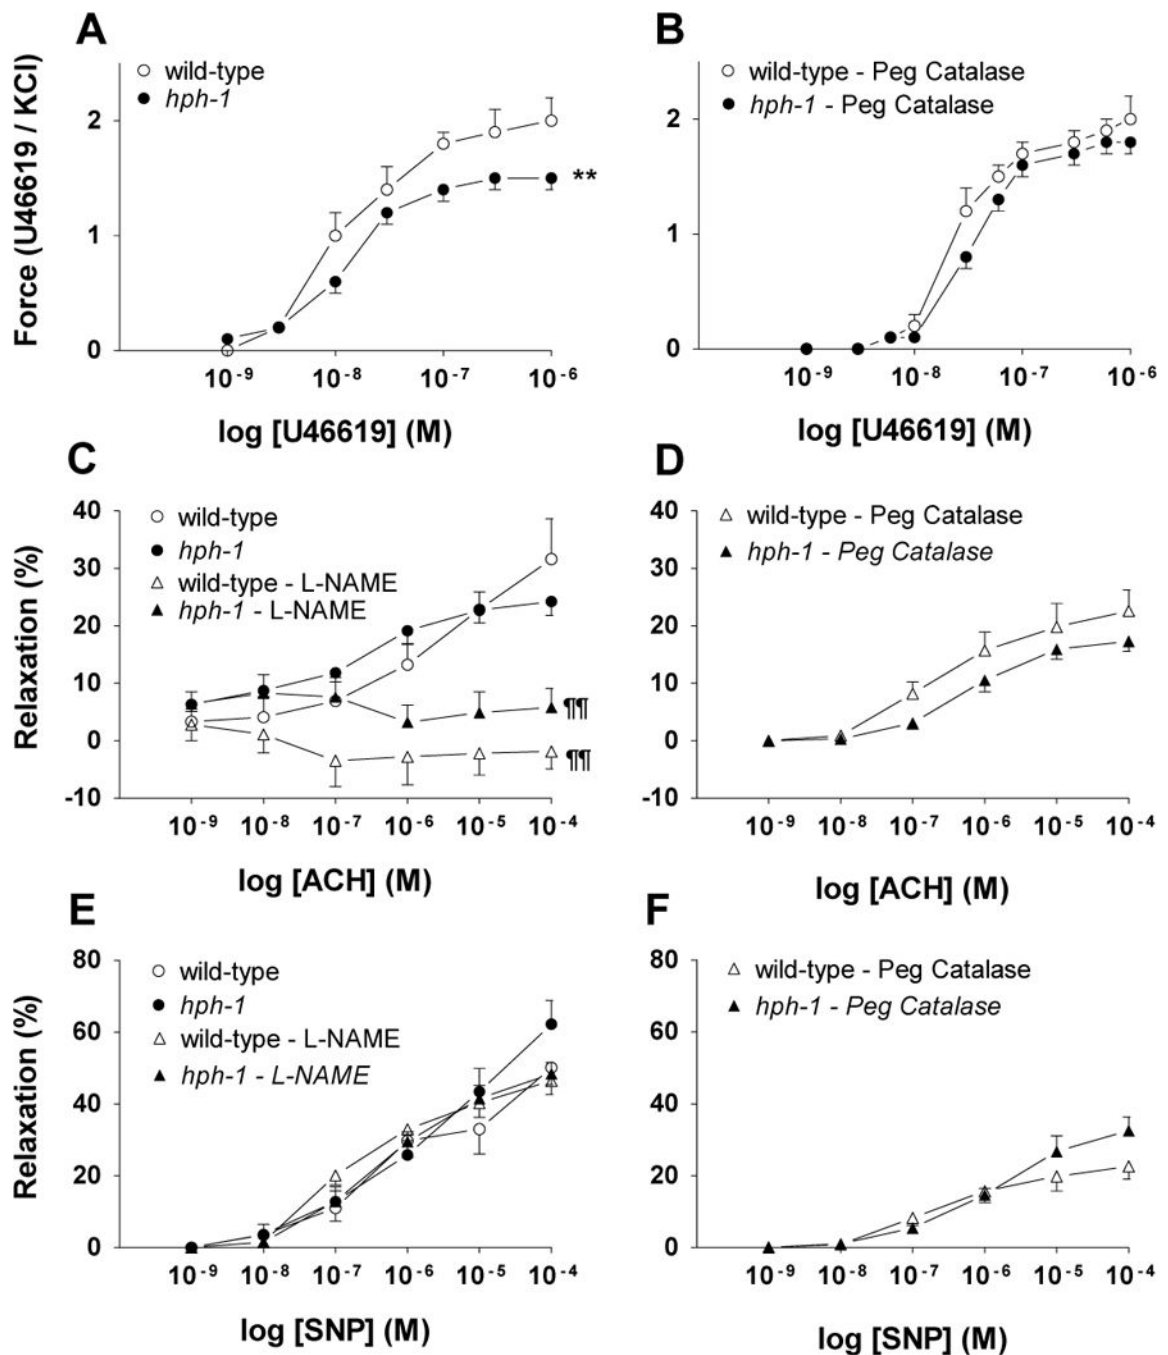 A
wild-type
hph-1
Force (U46619 / KCl)
2
1
0
**
10⁻⁹ 10⁻⁸ 10⁻⁷ 10⁻⁶
log [U46619] (M)
B
wild-type - Peg Catalase
hph-1 - Peg Catalase
2
1
0
10⁻⁹ 10⁻⁸ 10⁻⁷ 10⁻⁶
log [U46619] (M)
C
wild-type
hph-1
wild-type - L-NAME
hph-1 - L-NAME
Relaxation (%)
40
30
20
10
0
-10
¶¶
¶¶
10⁻⁹ 10⁻⁸ 10⁻⁷ 10⁻⁶ 10⁻⁵ 10⁻⁴
log [ACH] (M)
D
wild-type - Peg Catalase
hph-1 - Peg Catalase
40
30
20
10
0
-10
10⁻⁹ 10⁻⁸ 10⁻⁷ 10⁻⁶ 10⁻⁵ 10⁻⁴
log [ACH] (M)
E
wild-type
hph-1
wild-type - L-NAME
hph-1 - L-NAME
Relaxation (%)
80
60
40
20
0
10⁻⁹ 10⁻⁸ 10⁻⁷ 10⁻⁶ 10⁻⁵ 10⁻⁴
log [SNP] (M)
F
wild-type - Peg Catalase
hph-1 - Peg Catalase
80
60
40
20
0
10⁻⁹ 10⁻⁸ 10⁻⁷ 10⁻⁶ 10⁻⁵ 10⁻⁴
log [SNP] (M)